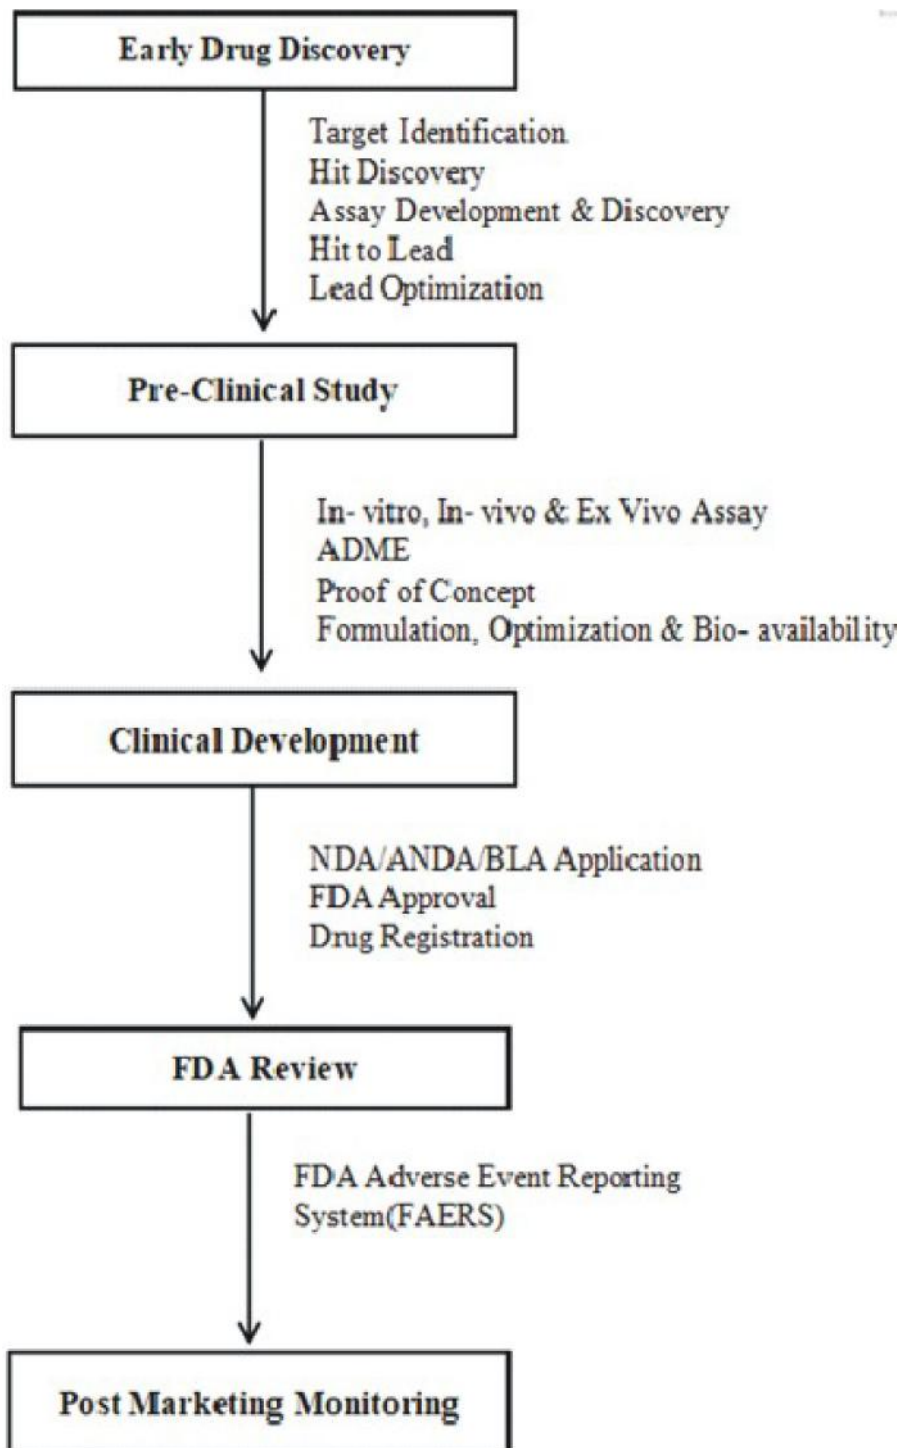 Early Drug Discovery
Target Identification
Hit Discovery
Assay Development & Discovery
Hit to Lead
Lead Optimization
Pre-Clinical Study
In- vitro, In- vivo & Ex Vivo Assay
ADME
Proof of Concept
Formulation, Optimization & Bio- availability
Clinical Development
NDA/ANDA/BLA Application
FDA Approval
Drug Registration
FDA Review
FDA Adverse Event Reporting
System(FAERS)
Post Marketing Monitoring